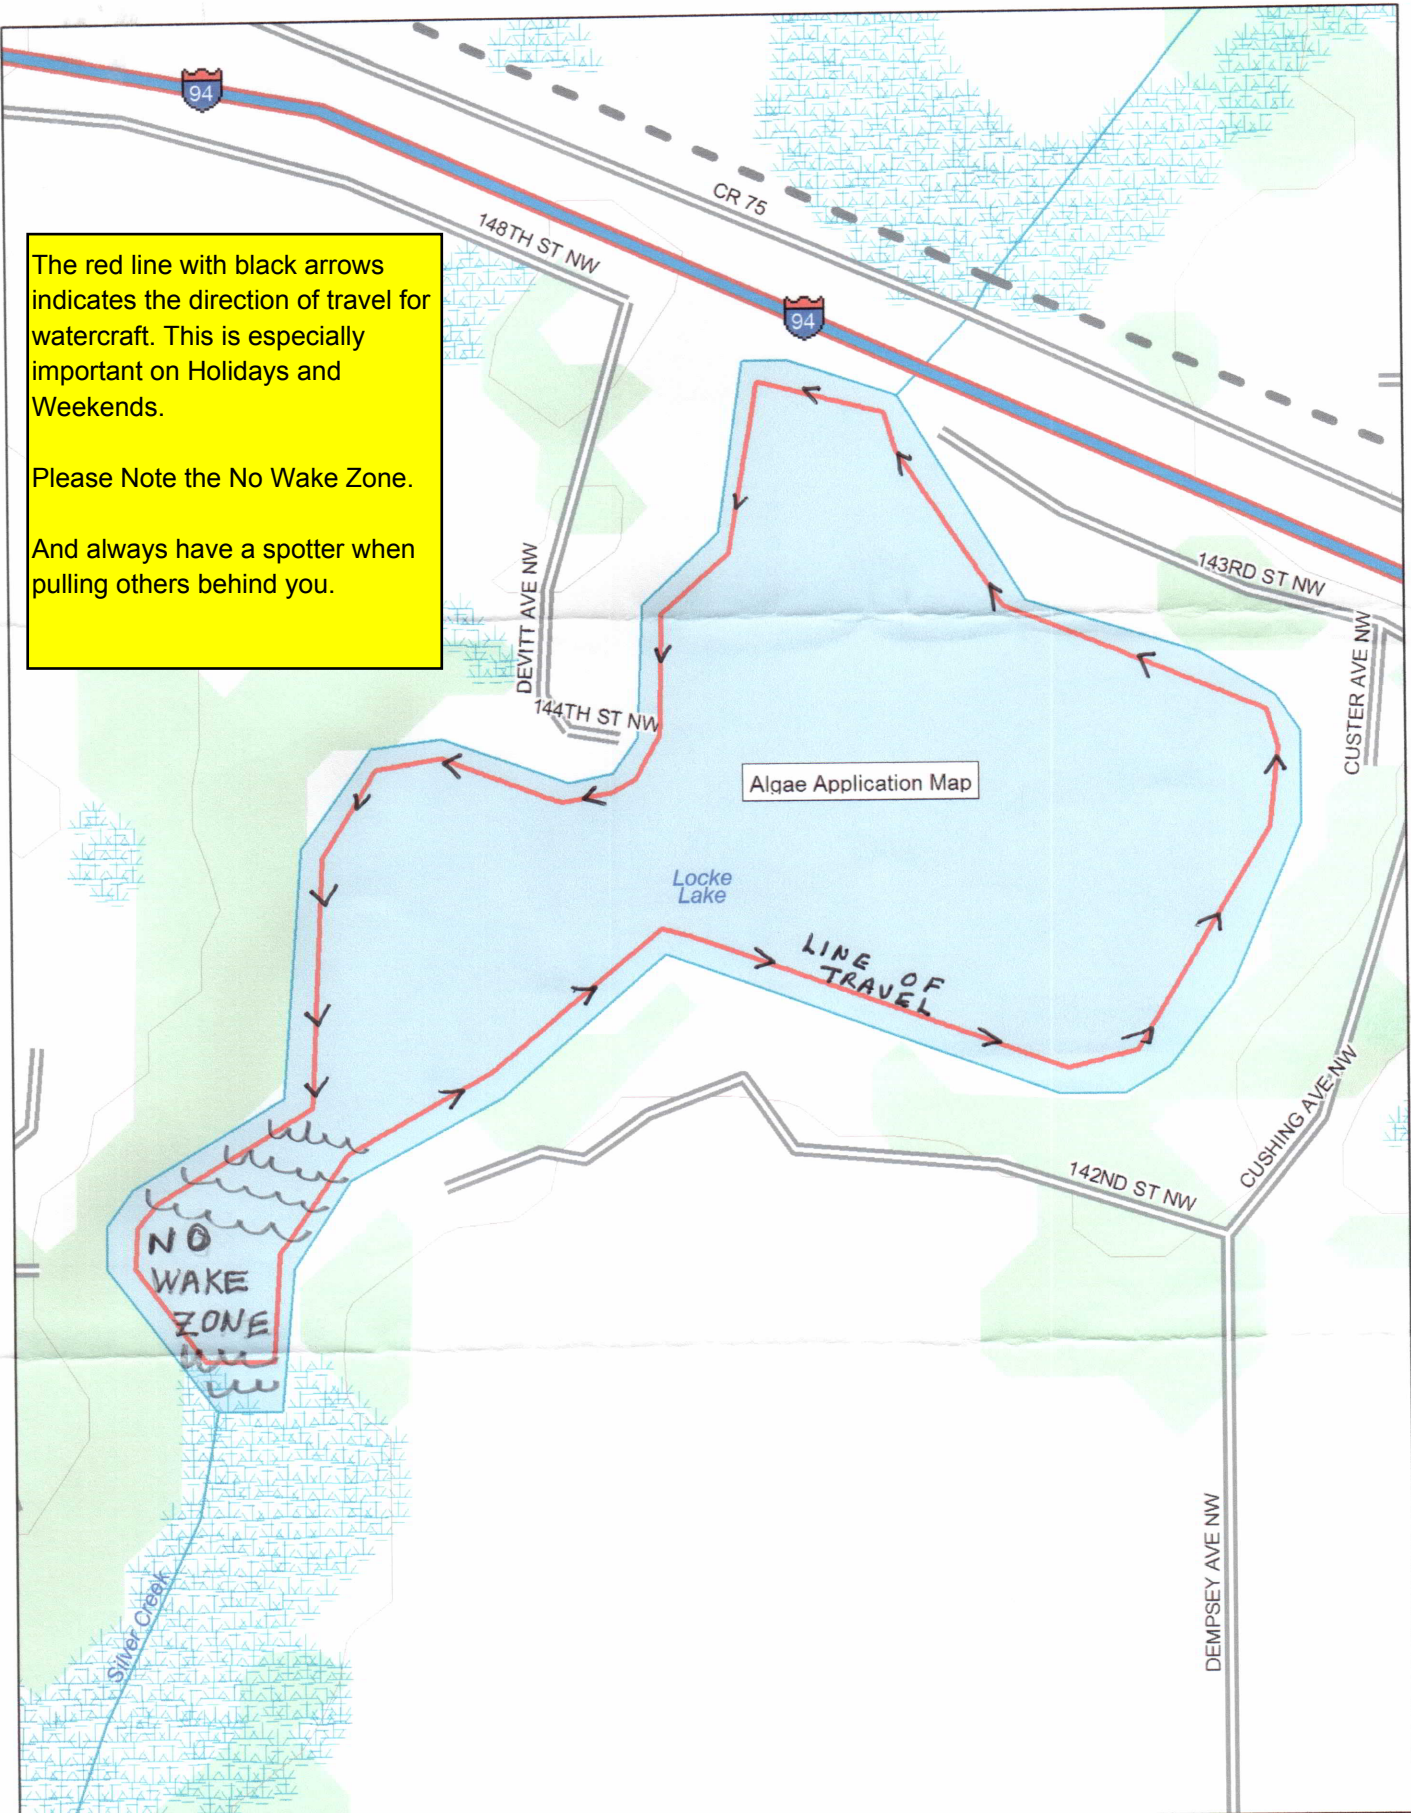 94
CR 75
148TH ST NW
The red line with black arrows
indicates the direction of travel for
watercraft. This is especially
important on Holidays and
Weekends.
Please Note the No Wake Zone.
And always have a spotter when
pulling others behind you.
94
143RD ST NW
DEVITT AVE NW
CUSTER AVE NW
144TH ST NW
Algae Application Map
Locke
Lake
LINE OF
TRAVEL
142ND ST NW
CUSHING AVE NW
NO
WAKE
ZONE
DEMPSEY AVE NW
Silver Creek